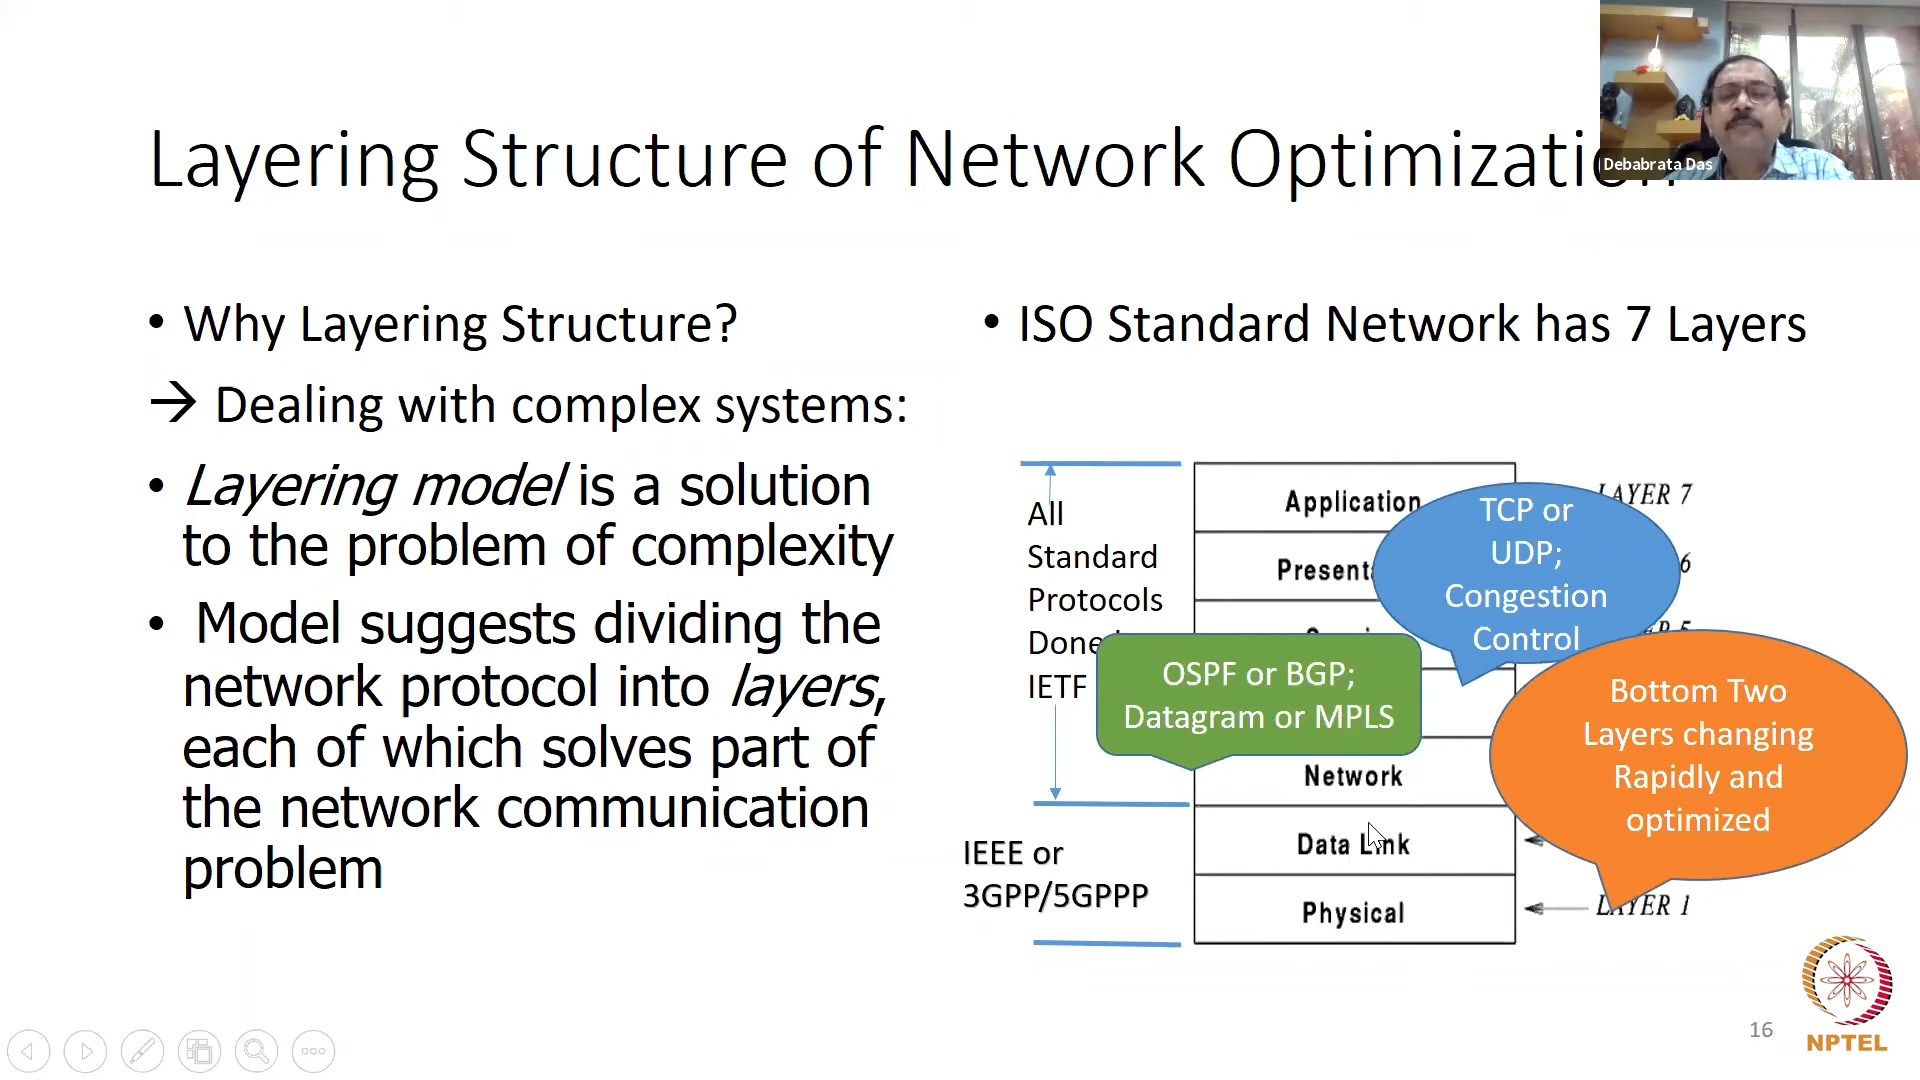 Layering Structure of Network Optimization
Debabrata Das
• Why Layering Structure?
→ Dealing with complex systems:
• Layering model is a solution
to the problem of complexity
• Model suggests dividing the
network protocol into layers,
each of which solves part of
the network communication
problem
• ISO Standard Network has 7 Layers
All
Standard
Protocols
Done
IETF
IEEE or
3GPP/5GPPP
Application
Network
Data Link
Physical
LAYER 7
6
LAYER 1
TCP or
UDP;
Congestion
Control
OSPF or BGP;
Datagram or MPLS
Bottom Two
Layers changing
Rapidly and
optimized
16
NPTEL